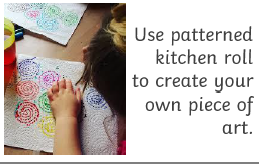 Use patterned
kitchen roll
to create your
own piece of
art.